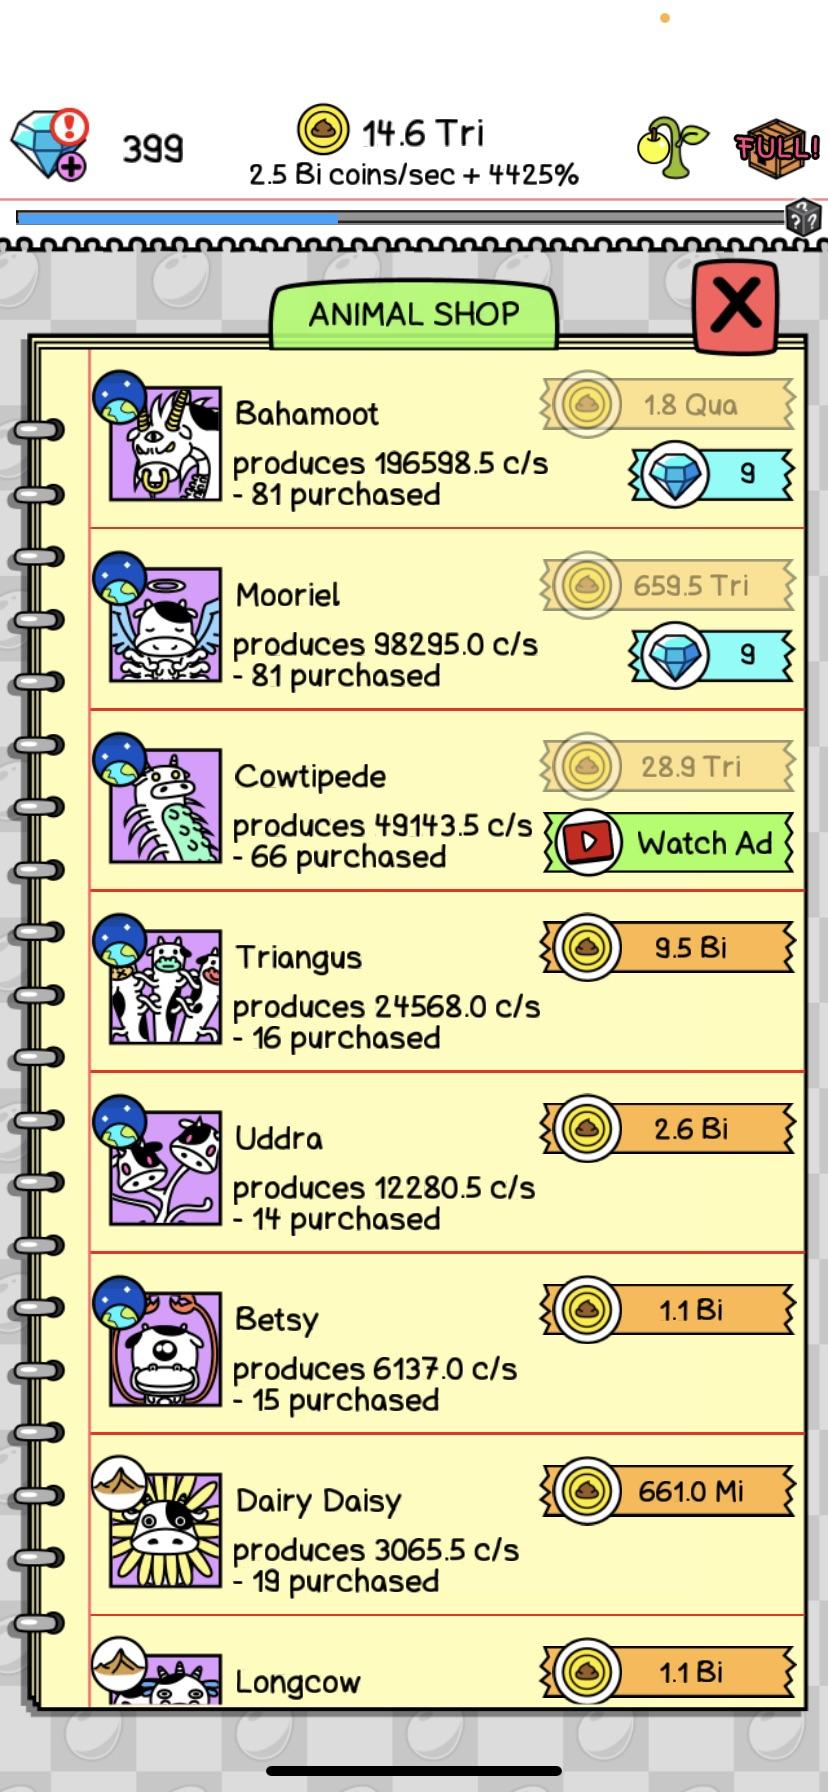 399
14.6 Tri
2.5 Bi coins/sec + 4425%
FULL!
ANIMAL SHOP
X
Bahamoot
1.8 Qua
produces 196598.5 c/s
9
- 81 purchased
Mooriel
659.5 Tri
produces 98295.0 c/s
9
- 81 purchased
Cowtipede
28.9 Tri
produces 49143.5 c/s
Watch Ad
- 66 purchased
Triangus
9.5 Bi
produces 24568.0 c/s
- 16 purchased
Uddra
2.6 Bi
produces 12280.5 c/s
- 14 purchased
Betsy
1.1 Bi
produces 6137.0 c/s
- 15 purchased
Dairy Daisy
661.0 Mi
produces 3065.5 c/s
- 19 purchased
Longcow
1.1 Bi